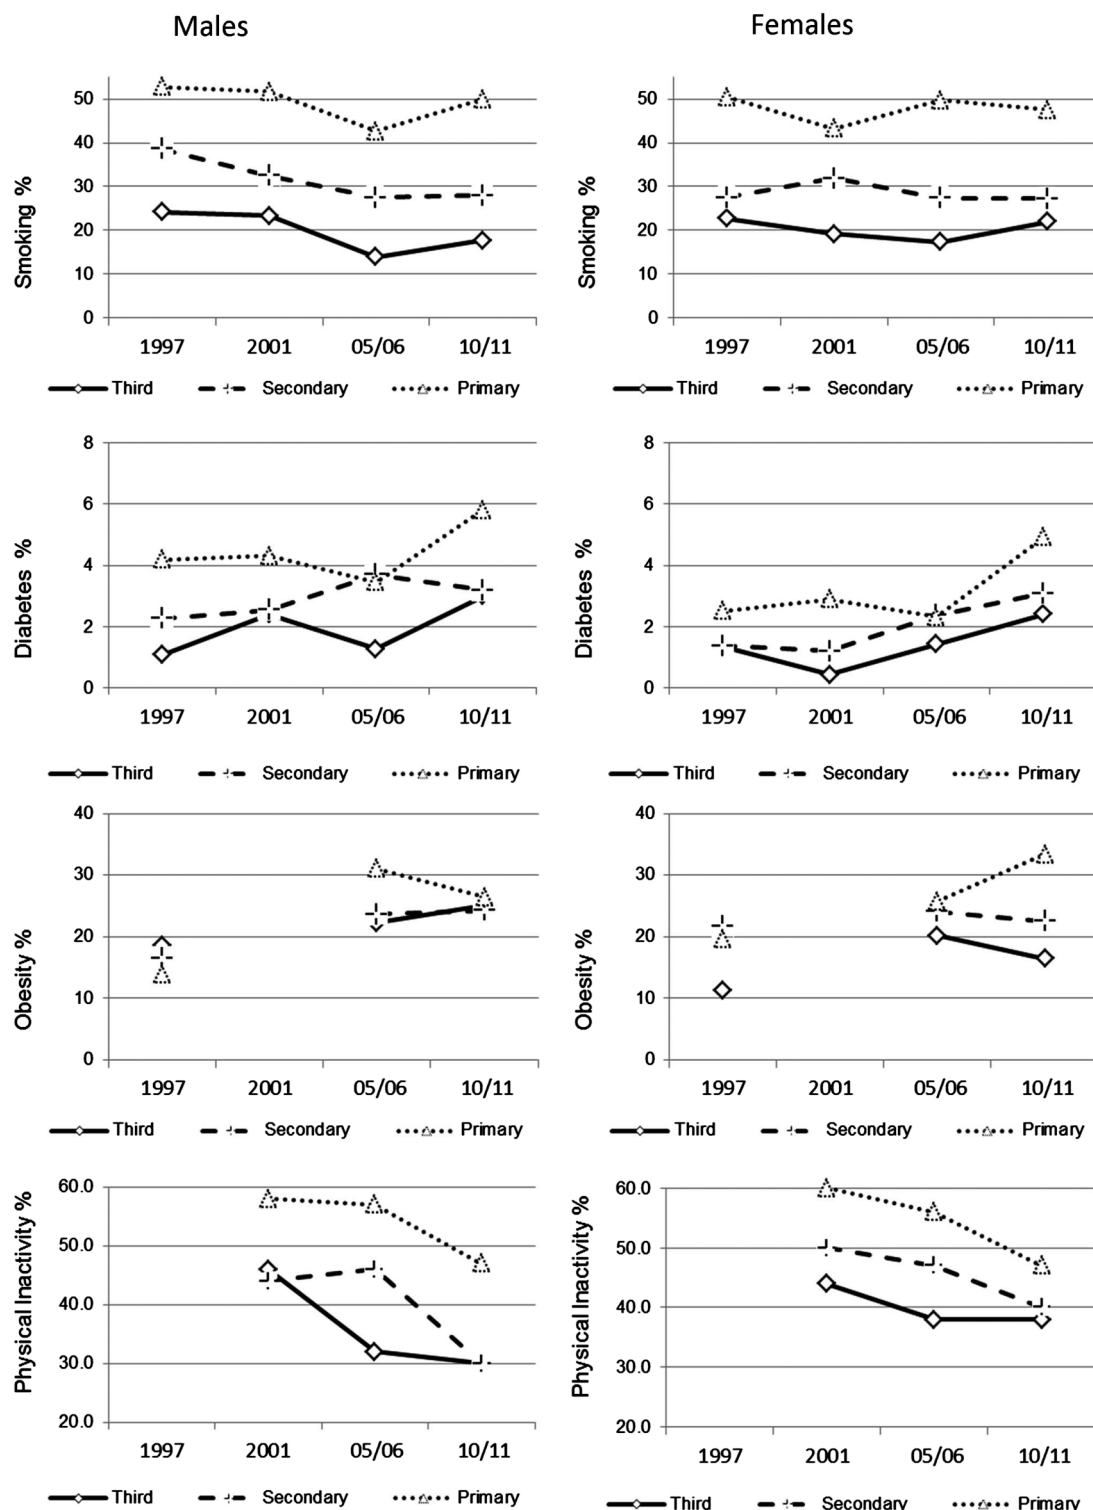 Males Females
Smoking %
50
40
30
20
10
0
1997 2001 05/06 10/11
Third Secondary Primary
Smoking %
50
40
30
20
10
0
1997 2001 05/06 10/11
Third Secondary Primary
Diabetes %
8
6
4
2
0
1997 2001 05/06 10/11
Third Secondary Primary
Diabetes %
8
6
4
2
0
1997 2001 05/06 10/11
Third Secondary Primary
Obesity %
40
30
20
10
0
1997 2001 05/06 10/11
Third Secondary Primary
Obesity %
40
30
20
10
0
1997 2001 05/06 10/11
Third Secondary Primary
Physical Inactivity %
60.0
50.0
40.0
30.0
20.0
1997 2001 05/06 10/11
Third Secondary Primary
Physical Inactivity %
60.0
50.0
40.0
30.0
20.0
1997 2001 05/06 10/11
Third Secondary Primary